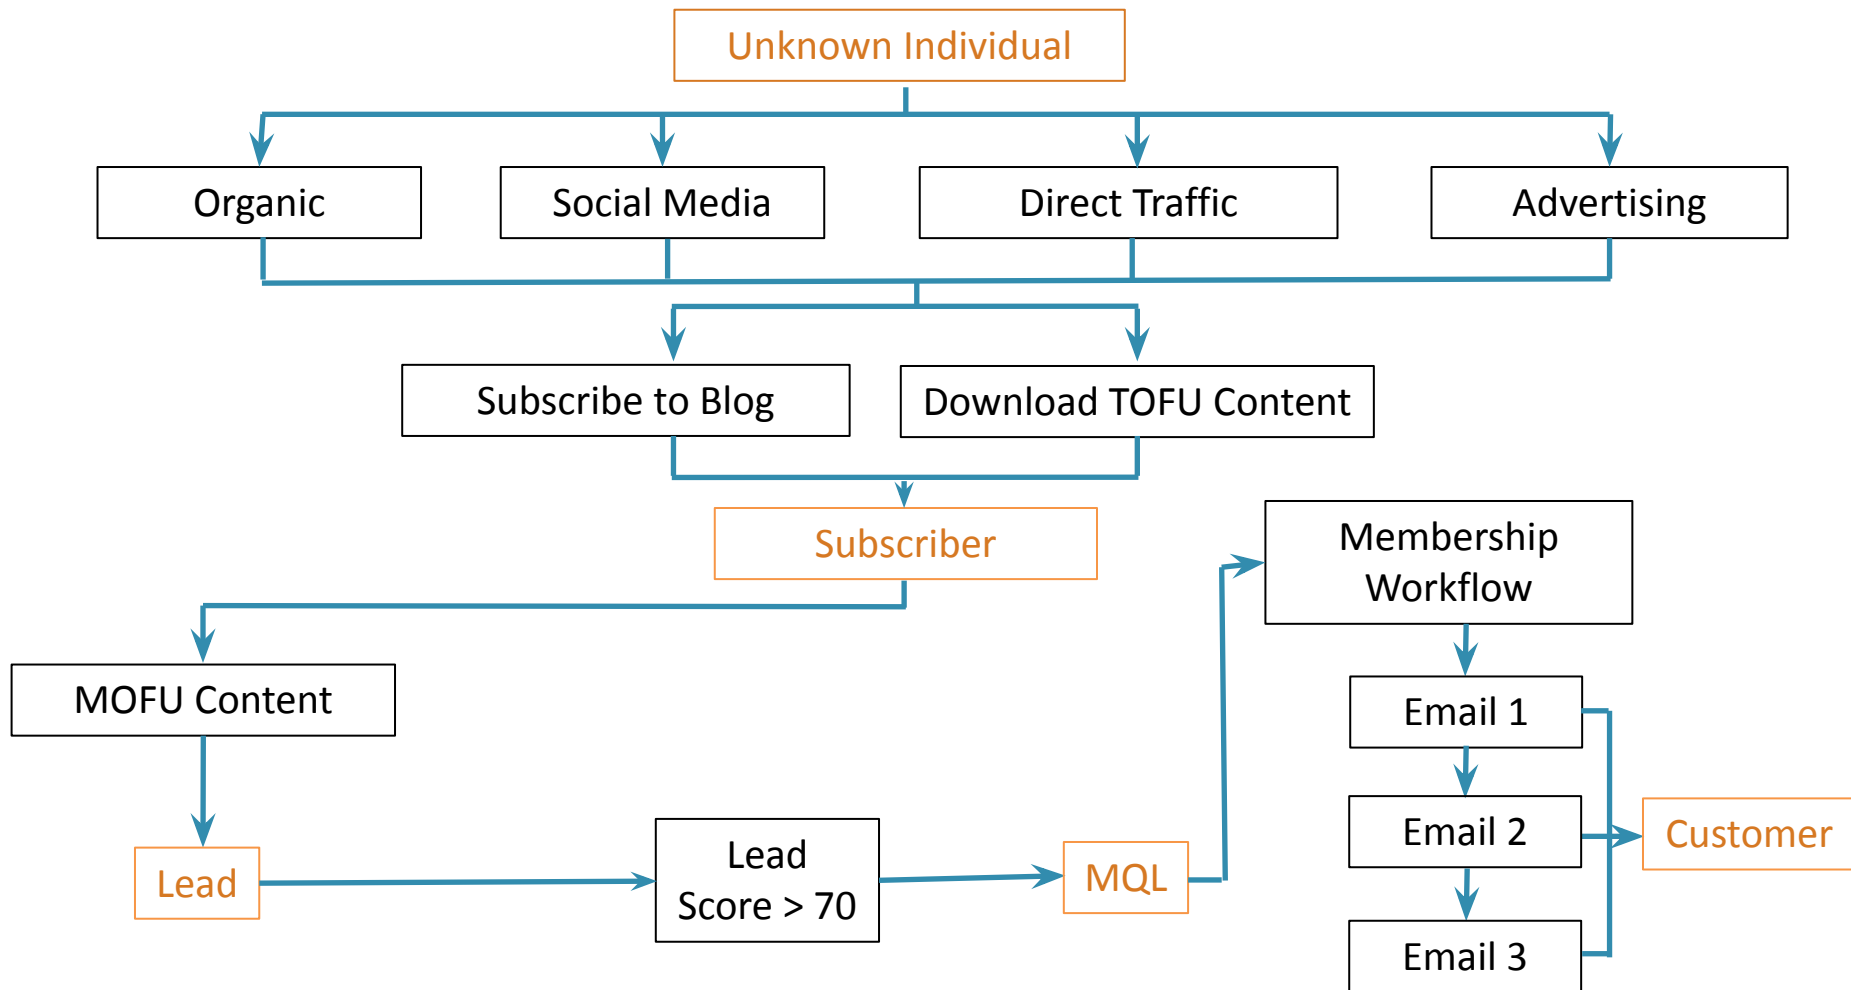 Unknown Individual
Organic
Social Media
Direct Traffic
Advertising
Subscribe to Blog
Download TOFU Content
Subscriber
Membership
Workflow
MOFU Content
Email 1
Email 2
Customer
Lead
Lead
Score > 70
MQL
Email 3